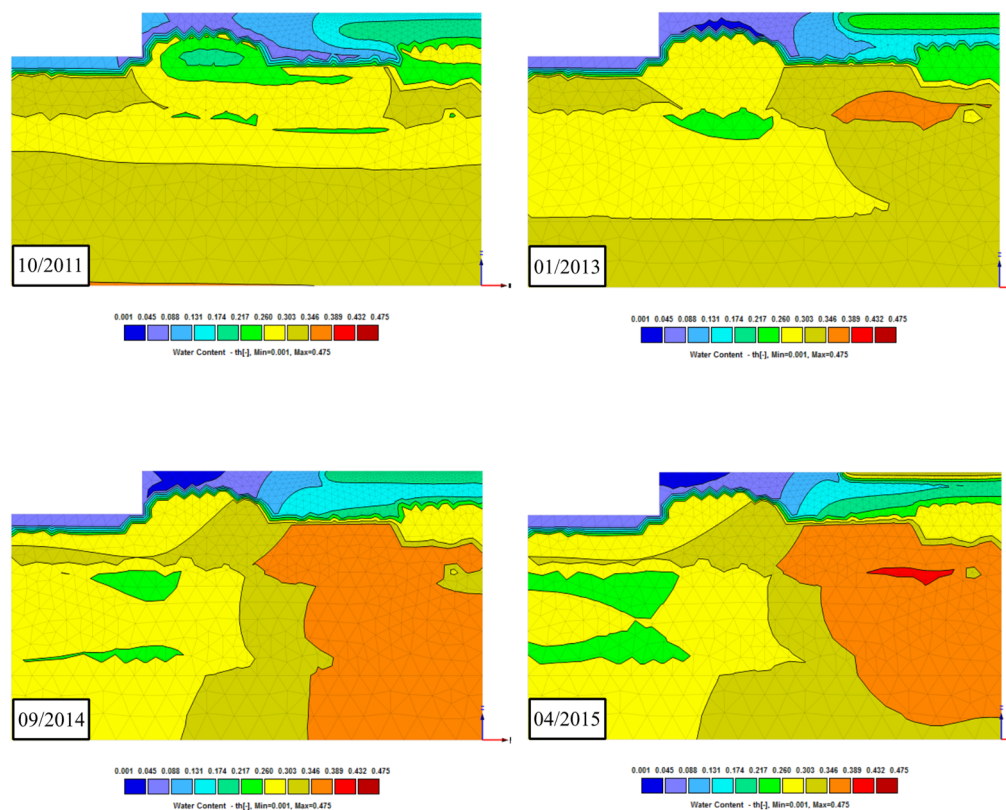 10/2011
01/2013
0.001 0.045 0.088 0.131 0.174 0.217 0.260 0.303 0.346 0.389 0.432 0.475
Water Content - th[-], Min=0.001, Max=0.475
0.001 0.045 0.088 0.131 0.174 0.217 0.260 0.303 0.346 0.389 0.432 0.475
Water Content - th[-], Min=0.001, Max=0.475
09/2014
04/2015
0.001 0.045 0.088 0.131 0.174 0.217 0.260 0.303 0.346 0.389 0.432 0.475
Water Content - th[-], Min=0.001, Max=0.475
0.001 0.045 0.088 0.131 0.174 0.217 0.260 0.303 0.346 0.389 0.432 0.475
Water Content - th[-], Min=0.001, Max=0.475